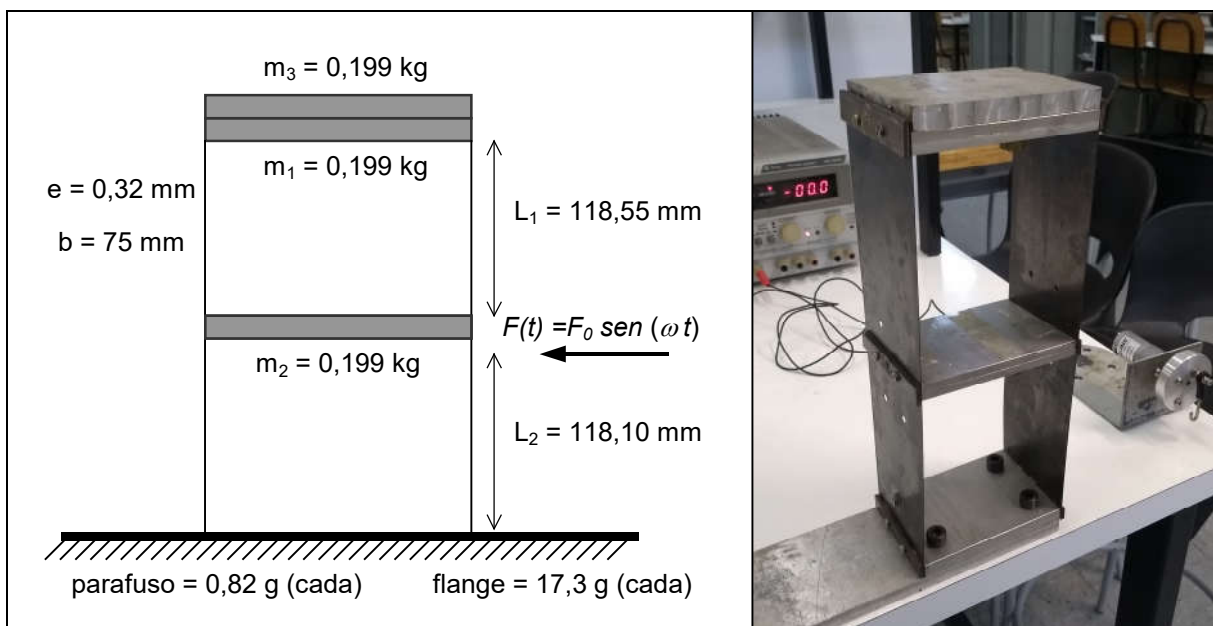 m₃ = 0,199 kg
m₁ = 0,199 kg
e = 0,32 mm
b = 75 mm
L₁ = 118,55 mm
F(t) =F₀ sen (ω t)
m₂ = 0,199 kg
L₂ = 118,10 mm
parafuso = 0,82 g (cada) flange = 17,3 g (cada)
-00.0